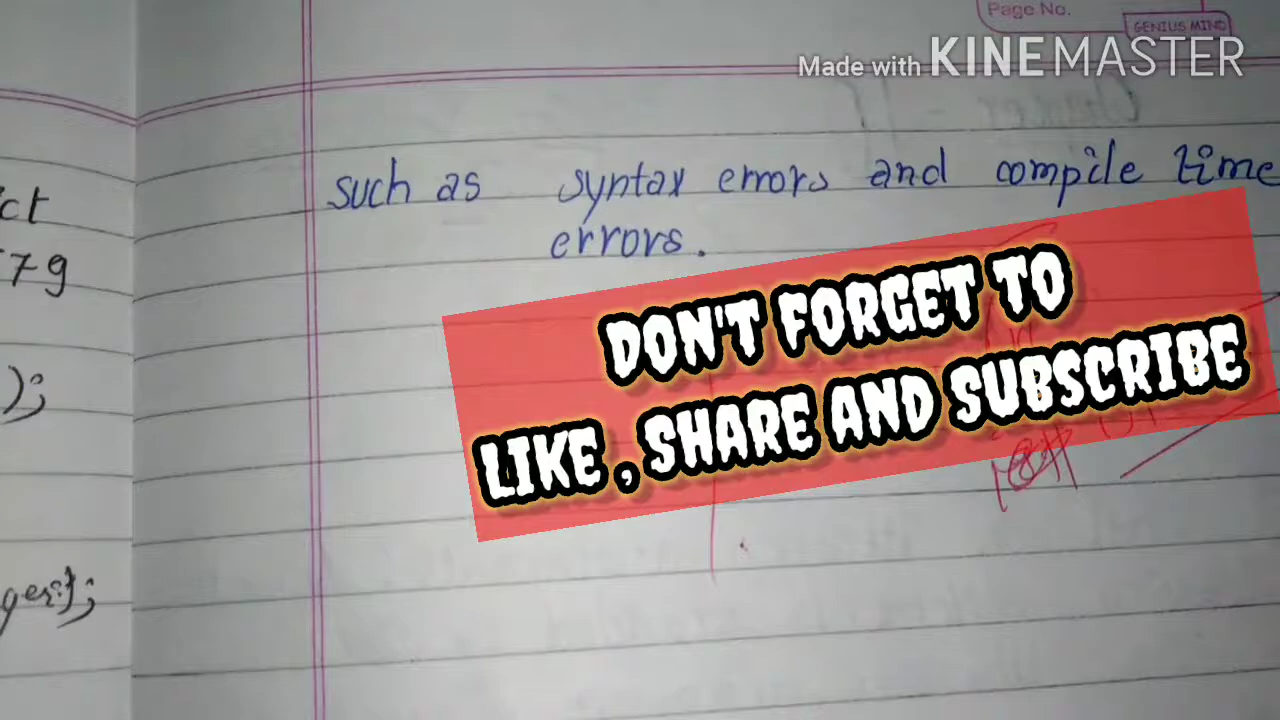 Page No.
GENIUS MIND
Made with KINEMASTER
such as syntax errors and compile time
errors.
DON'T FORGET TO
LIKE , SHARE AND SUBSCRIBE
ct
79
);